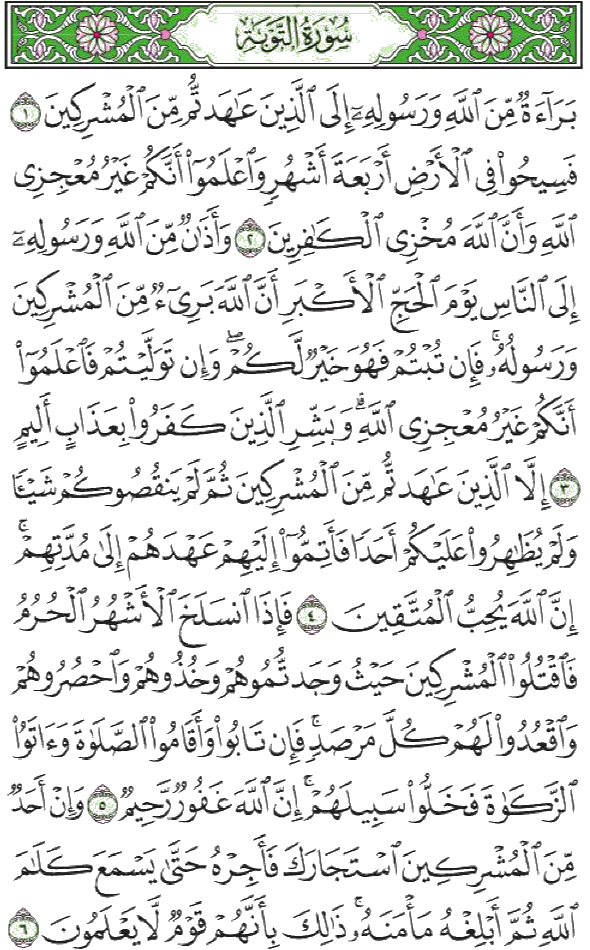 سُورَةُ التَّوْبَةِ
بَرَآءَةٌ مِّنَ ٱللَّهِ وَرَسُولِهِۦٓ إِلَى ٱلَّذِينَ عَٰهَدتُّم مِّنَ ٱلْمُشْرِكِينَ ١
فَسِيحُوا۟ فِى ٱلْأَرْضِ أَرْبَعَةَ أَشْهُرٍ وَٱعْلَمُوٓا۟ أَنَّكُمْ غَيْرُ مُعْجِزِى
ٱللَّهِ وَأَنَّ ٱللَّهَ مُخْزِى ٱلْكَٰفِرِينَ ٢ وَأَذَٰنٌ مِّنَ ٱللَّهِ وَرَسُولِهِۦٓ
إِلَى ٱلنَّاسِ يَوْمَ ٱلْحَجِّ ٱلْأَكْبَرِ أَنَّ ٱللَّهَ بَرِىٓءٌ مِّنَ ٱلْمُشْرِكِينَ
وَرَسُولُهُۥ ۚ فَإِن تُبْتُمْ فَهُوَ خَيْرٌ لَّكُمْ ۖ وَإِن تَوَلَّيْتُمْ فَٱعْلَمُوٓا۟
أَنَّكُمْ غَيْرُ مُعْجِزِى ٱللَّهِ ۗ وَبَشِّرِ ٱلَّذِينَ كَفَرُوا۟ بِعَذَابٍ أَلِيمٍ
٣ إِلَّا ٱلَّذِينَ عَٰهَدتُّم مِّنَ ٱلْمُشْرِكِينَ ثُمَّ لَمْ يَنقُصُوكُمْ شَيْـًٔا
وَلَمْ يُظَٰهِرُوا۟ عَلَيْكُمْ أَحَدًا فَأَتِمُّوٓا۟ إِلَيْهِمْ عَهْدَهُمْ إِلَىٰ مُدَّتِهِمْ ۚ
إِنَّ ٱللَّهَ يُحِبُّ ٱلْمُتَّقِينَ ٤ فَإِذَا ٱنسَلَخَ ٱلْأَشْهُرُ ٱلْحُرُمُ
فَٱقْتُلُوا۟ ٱلْمُشْرِكِينَ حَيْثُ وَجَدتُّمُوهُمْ وَخُذُوهُمْ وَٱحْصُرُوهُمْ
وَٱقْعُدُوا۟ لَهُمْ كُلَّ مَرْصَدٍ ۚ فَإِن تَابُوا۟ وَأَقَامُوا۟ ٱلصَّلَوٰةَ وَءَاتَوُا۟
ٱلزَّكَوٰةَ فَخَلُّوا۟ سَبِيلَهُمْ ۚ إِنَّ ٱللَّهَ غَفُورٌ رَّحِيمٌ ٥ وَإِنْ أَحَدٌ
مِّنَ ٱلْمُشْرِكِينَ ٱسْتَجَارَكَ فَأَجِرْهُ حَتَّىٰ يَسْمَعَ كَلَٰمَ
ٱللَّهِ ثُمَّ أَبْلِغْهُ مَأْمَنَهُۥ ۚ ذَٰلِكَ بِأَنَّهُمْ قَوْمٌ لَّا يَعْلَمُونَ ٦